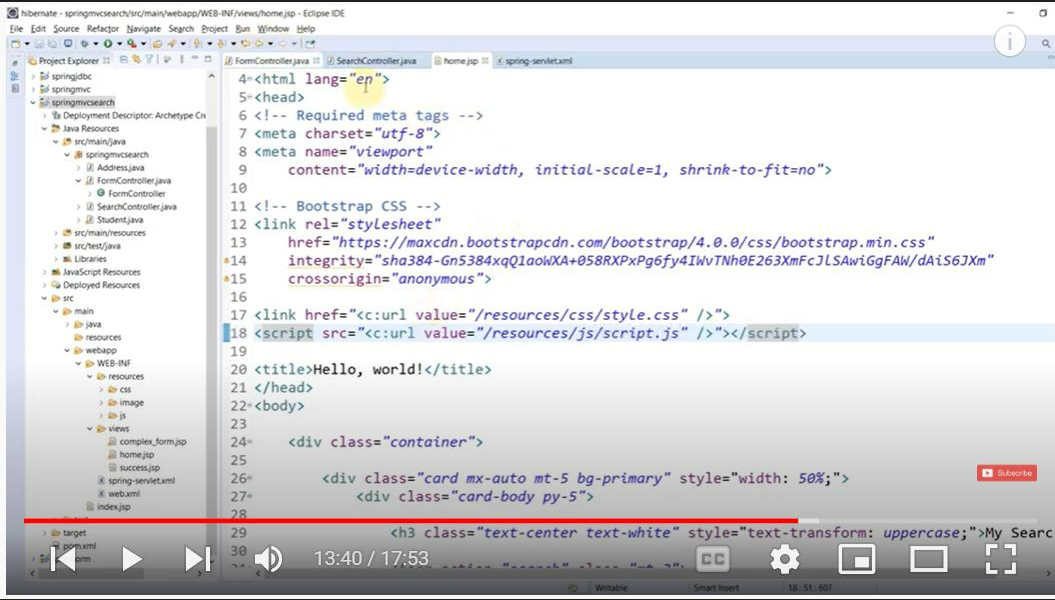 hibernate - springmvcsearch/src/main/webapp/WEB-INF/views/home.jsp - Eclipse IDE
File Edit Source Refactor Navigate Search Project Run Window Help
Project Explorer
FormController.java SearchController.java home.jsp spring-servlet.xml
springjdbc
springmvc
springmvcsearch
Deployment Descriptor: Archetype Cre
Java Resources
src/main/java
springmvcsearch
Address.java
FormController.java
FormController
SearchController.java
Student.java
src/main/resources
src/test/java
Libraries
JavaScript Resources
Deployed Resources
src
main
java
resources
webapp
WEB-INF
resources
css
image
js
views
complex_form.jsp
home.jsp
success.jsp
spring-servlet.xml
web.xml
index.jsp
target
pom.xml
4 <html lang="en">
5 <head>
6 <!-- Required meta tags -->
7 <meta charset="utf-8">
8 <meta name="viewport"
9 content="width=device-width, initial-scale=1, shrink-to-fit=no">
10
11 <!-- Bootstrap CSS -->
12 <link rel="stylesheet"
13 href="https://maxcdn.bootstrapcdn.com/bootstrap/4.0.0/css/bootstrap.min.css"
14 integrity="sha384-Gn5384xqQ1aoWXA+058RXPxPg6fy4IWvTNh0E263XmFcJlSAwiGgFAW/dAiS6JXm"
15 crossorigin="anonymous">
16
17 <link href="<c:url value="/resources/css/style.css" />">
18 <script src="<c:url value="/resources/js/script.js" />"></script>
19
20 <title>Hello, world!</title>
21 </head>
22 <body>
23
24 <div class="container">
25
26 <div class="card mx-auto mt-5 bg-primary" style="width: 50%;">
27 <div class="card-body py-5">
28
29 <h3 class="text-center text-white" style="text-transform: uppercase;">My Searc
30
Subscribe
13:40 / 17:53
CC
Writable Smart Insert 18:51:607